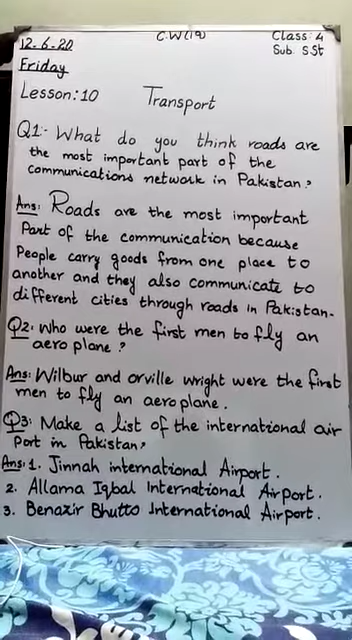 12-6-20 C.W(19) Class: 4
Friday Sub. S St
Lesson:10 Transport
Q1:- What do you think roads are
the most important part of the
communications network in Pakistan?
Ans: Roads are the most important
Part of the communication because
People carry goods from one place to
another and they also communicate to
different cities through roads in Pakistan.
Q2: Who were the first men to fly an
aero plane?
Ans: Wilbur and orville wright were the first
men to fly an aero plane.
Q3: Make a list of the international air
Port in Pakistan?
Ans: 1. Jinnah international Airport.
2. Allama Iqbal International Airport.
3. Benazir Bhutto International Airport.